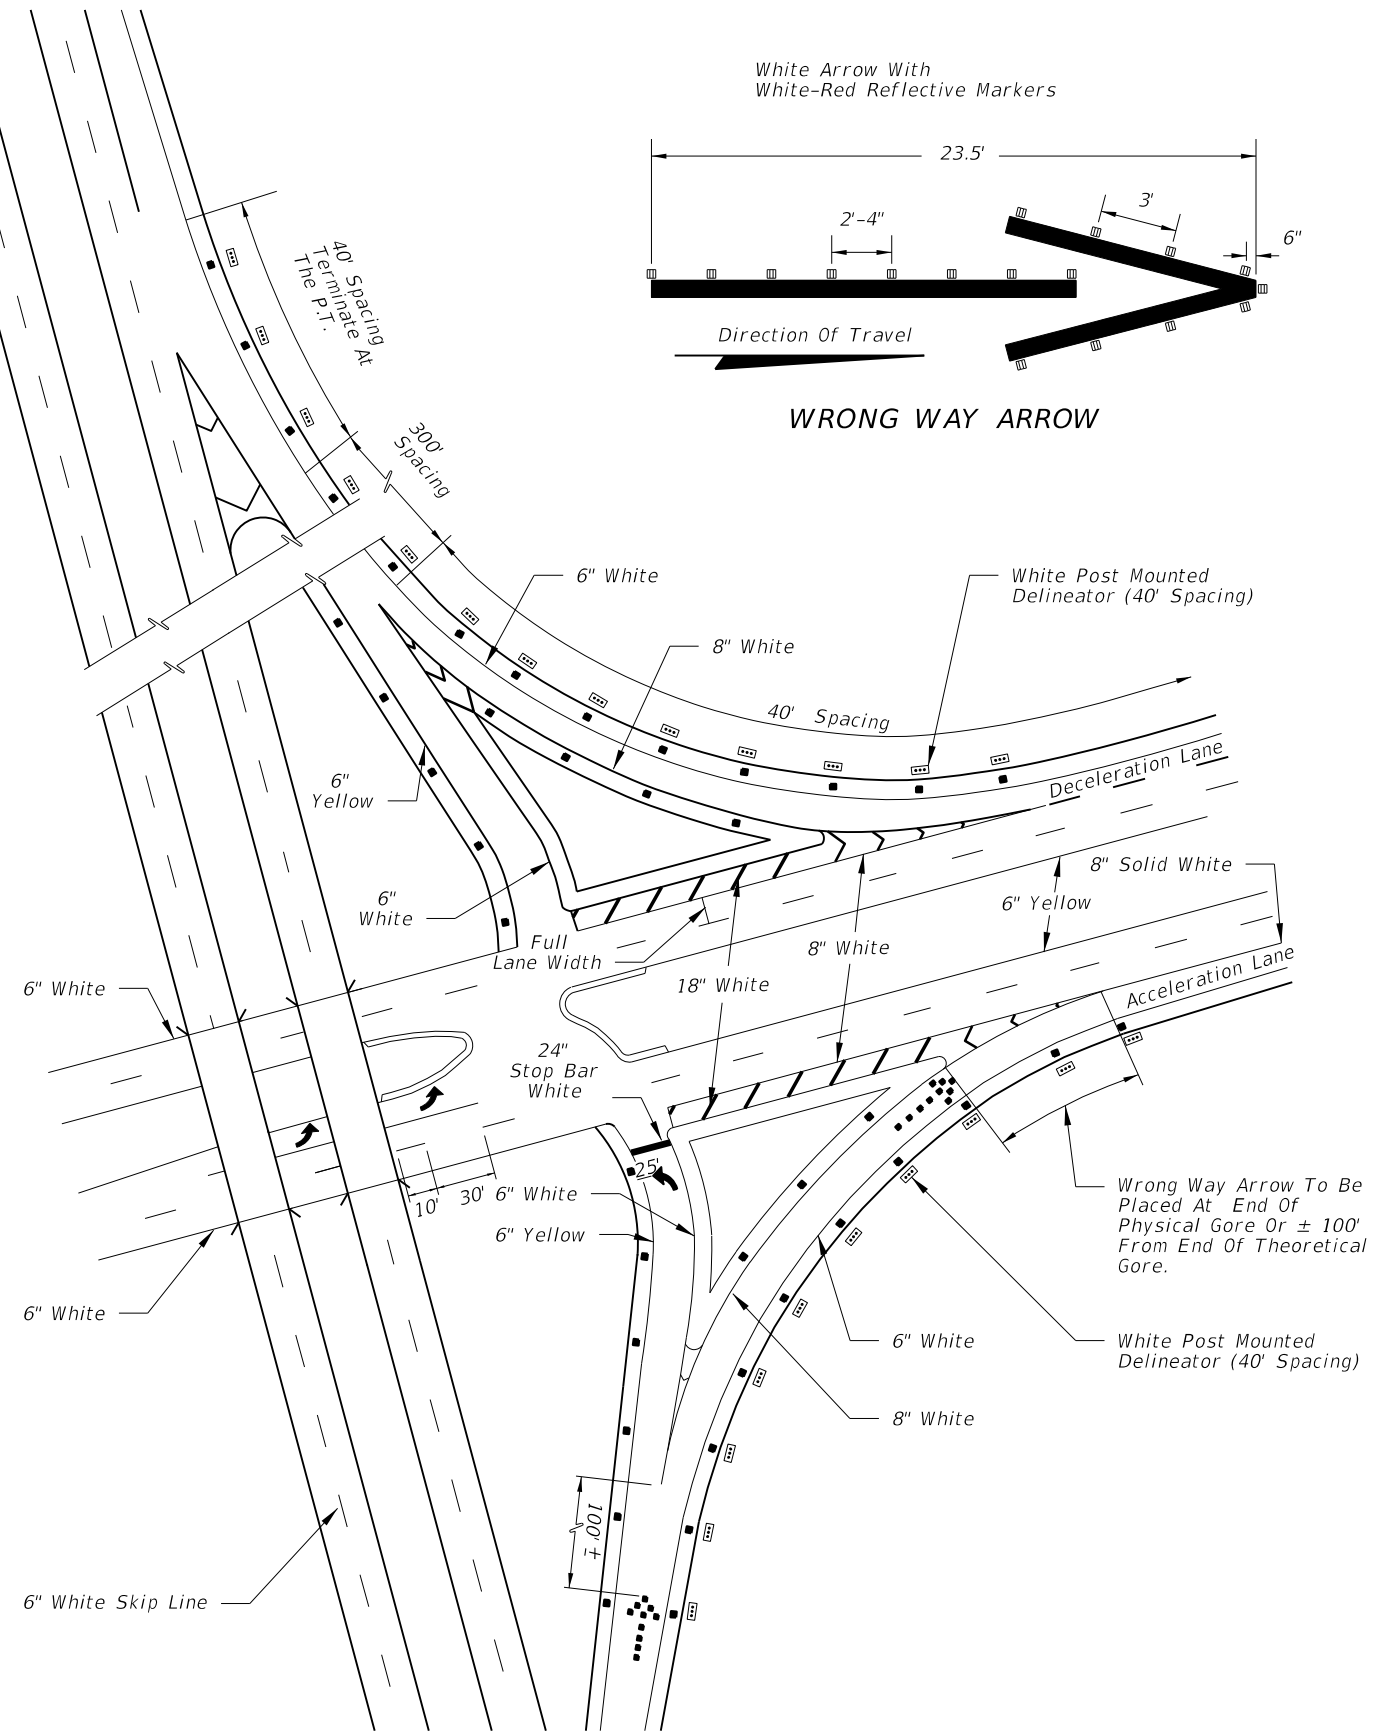 White Arrow With
White-Red Reflective Markers
23.5'
3'
2'-4"
6"
Direction Of Travel
WRONG WAY ARROW
40' Spacing
Terminate At
The P.T.
300'
Spacing
6" White
White Post Mounted
Delineator (40' Spacing)
8" White
40' Spacing
Deceleration Lane
6"
Yellow
8" Solid White
6" Yellow
6"
White
Full
Lane Width
8" White
18" White
Acceleration Lane
6" White
24"
Stop Bar
White
25'
10'
30'
6" White
6" Yellow
Wrong Way Arrow To Be
Placed At End Of
Physical Gore Or ± 100'
From End Of Theoretical
Gore.
6" White
6" White
White Post Mounted
Delineator (40' Spacing)
8" White
100' ±
6" White Skip Line